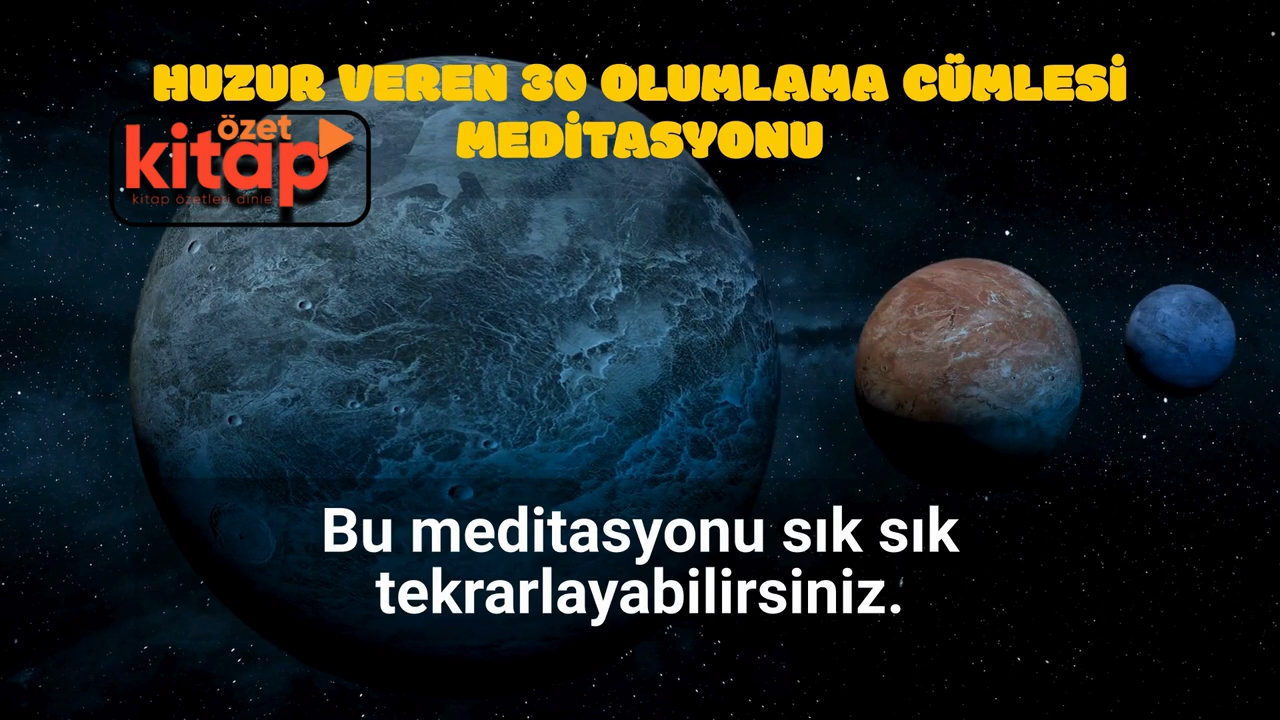 HUZUR VEREN 30 OLUMLAMA CÜMLESİ
MEDİTASYONU
özet
kitap
kitap özetleri dinle
Bu meditasyonu sık sık
tekrarlayabilirsiniz.